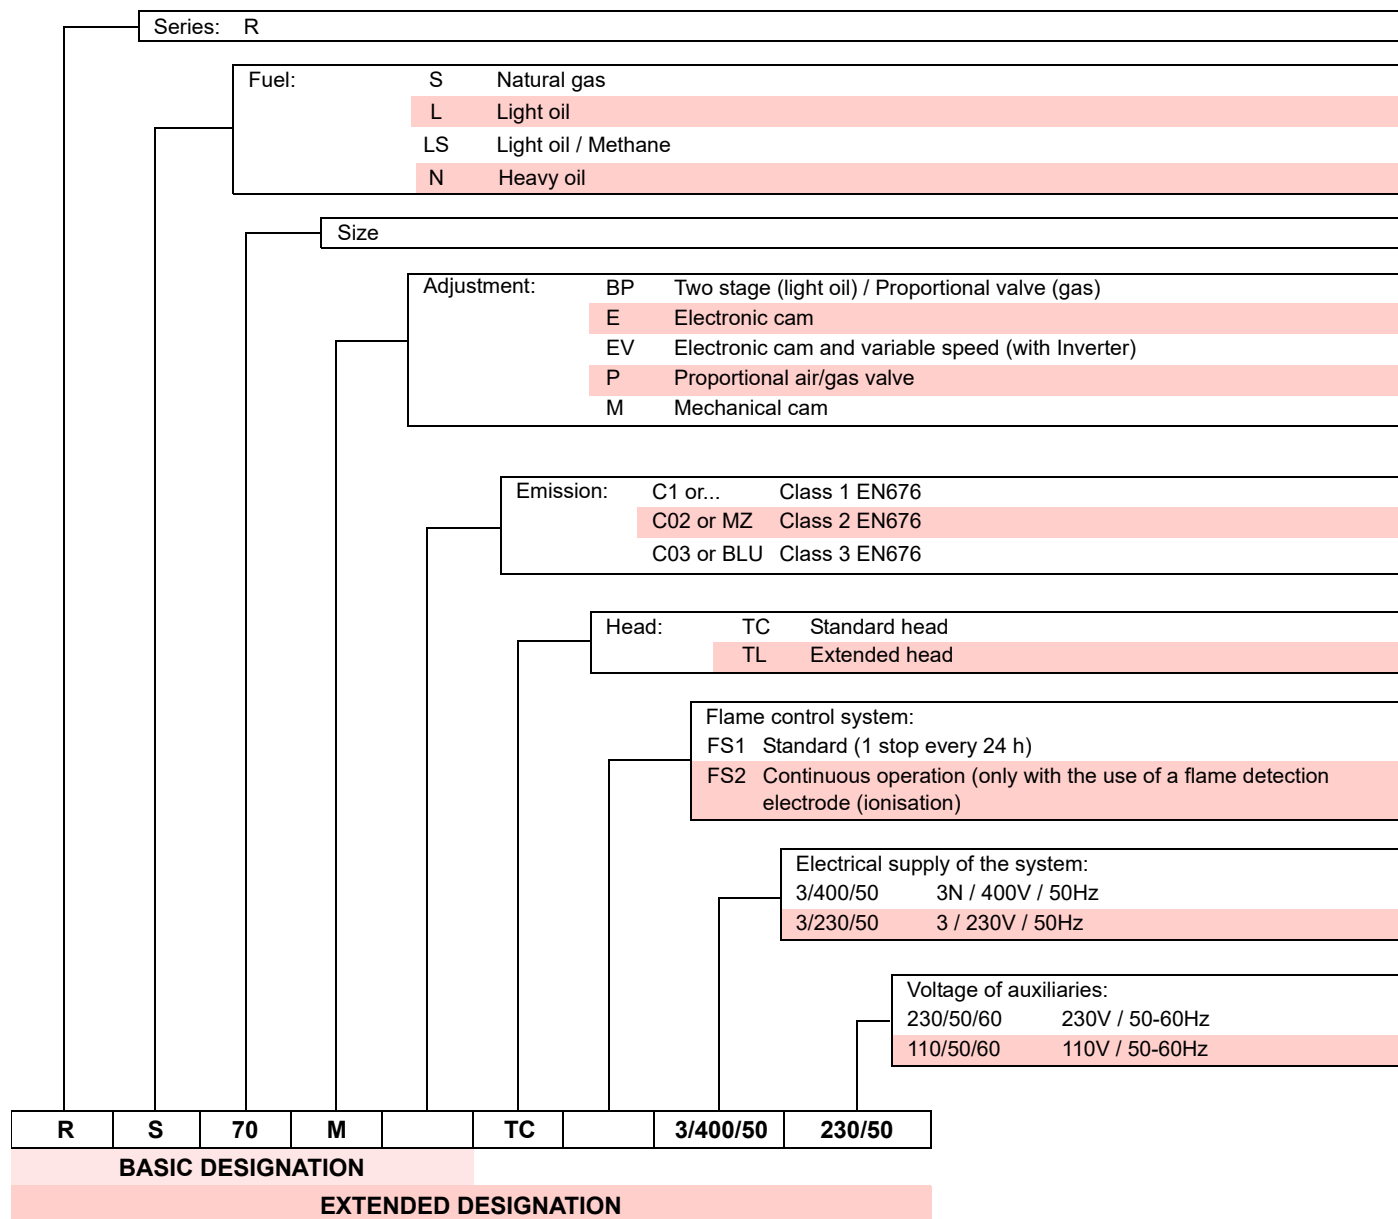 Series: R
Fuel: S Natural gas
L Light oil
LS Light oil / Methane
N Heavy oil
Size
Adjustment: BP Two stage (light oil) / Proportional valve (gas)
E Electronic cam
EV Electronic cam and variable speed (with Inverter)
P Proportional air/gas valve
M Mechanical cam
Emission: C1 or... Class 1 EN676
C02 or MZ Class 2 EN676
C03 or BLU Class 3 EN676
Head: TC Standard head
TL Extended head
Flame control system:
FS1 Standard (1 stop every 24 h)
FS2 Continuous operation (only with the use of a flame detection
electrode (ionisation)
Electrical supply of the system:
3/400/50 3N / 400V / 50Hz
3/230/50 3 / 230V / 50Hz
Voltage of auxiliaries:
230/50/60 230V / 50-60Hz
110/50/60 110V / 50-60Hz
R S 70 M TC 3/400/50 230/50
BASIC DESIGNATION
EXTENDED DESIGNATION